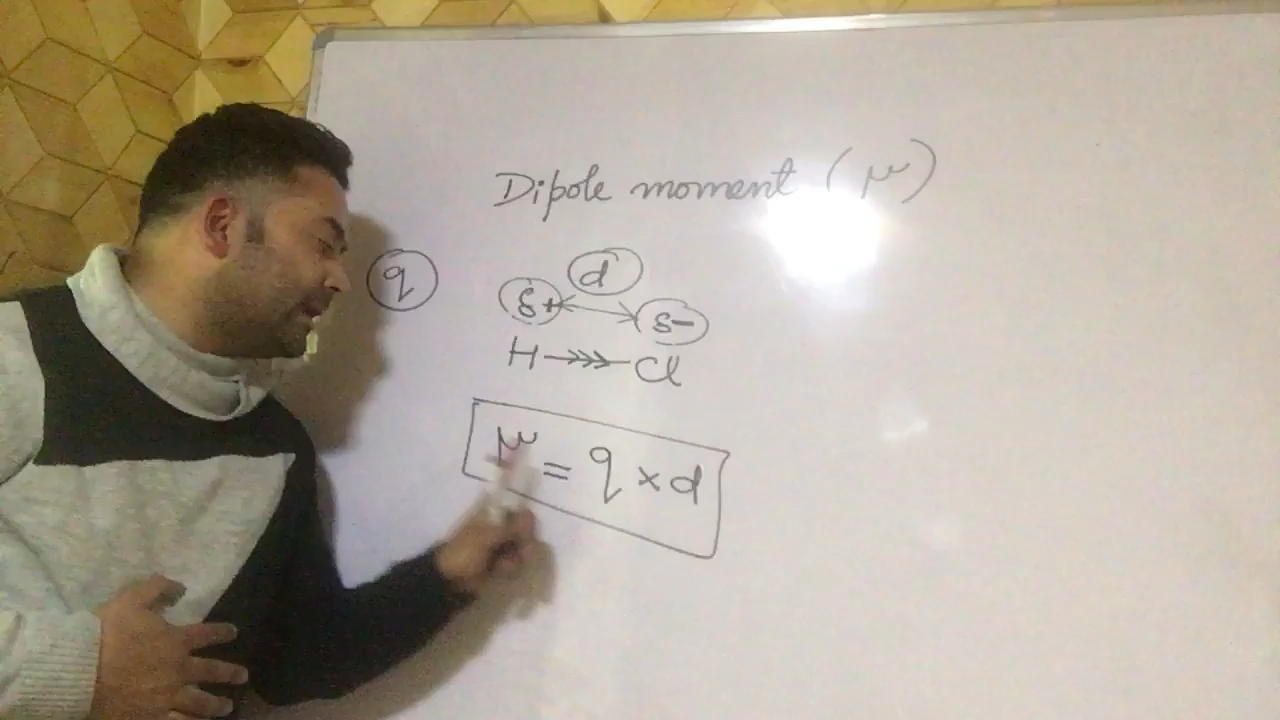 Dipole moment (μ)
q
d
δ+ δ-
H Cl
μ = q × d